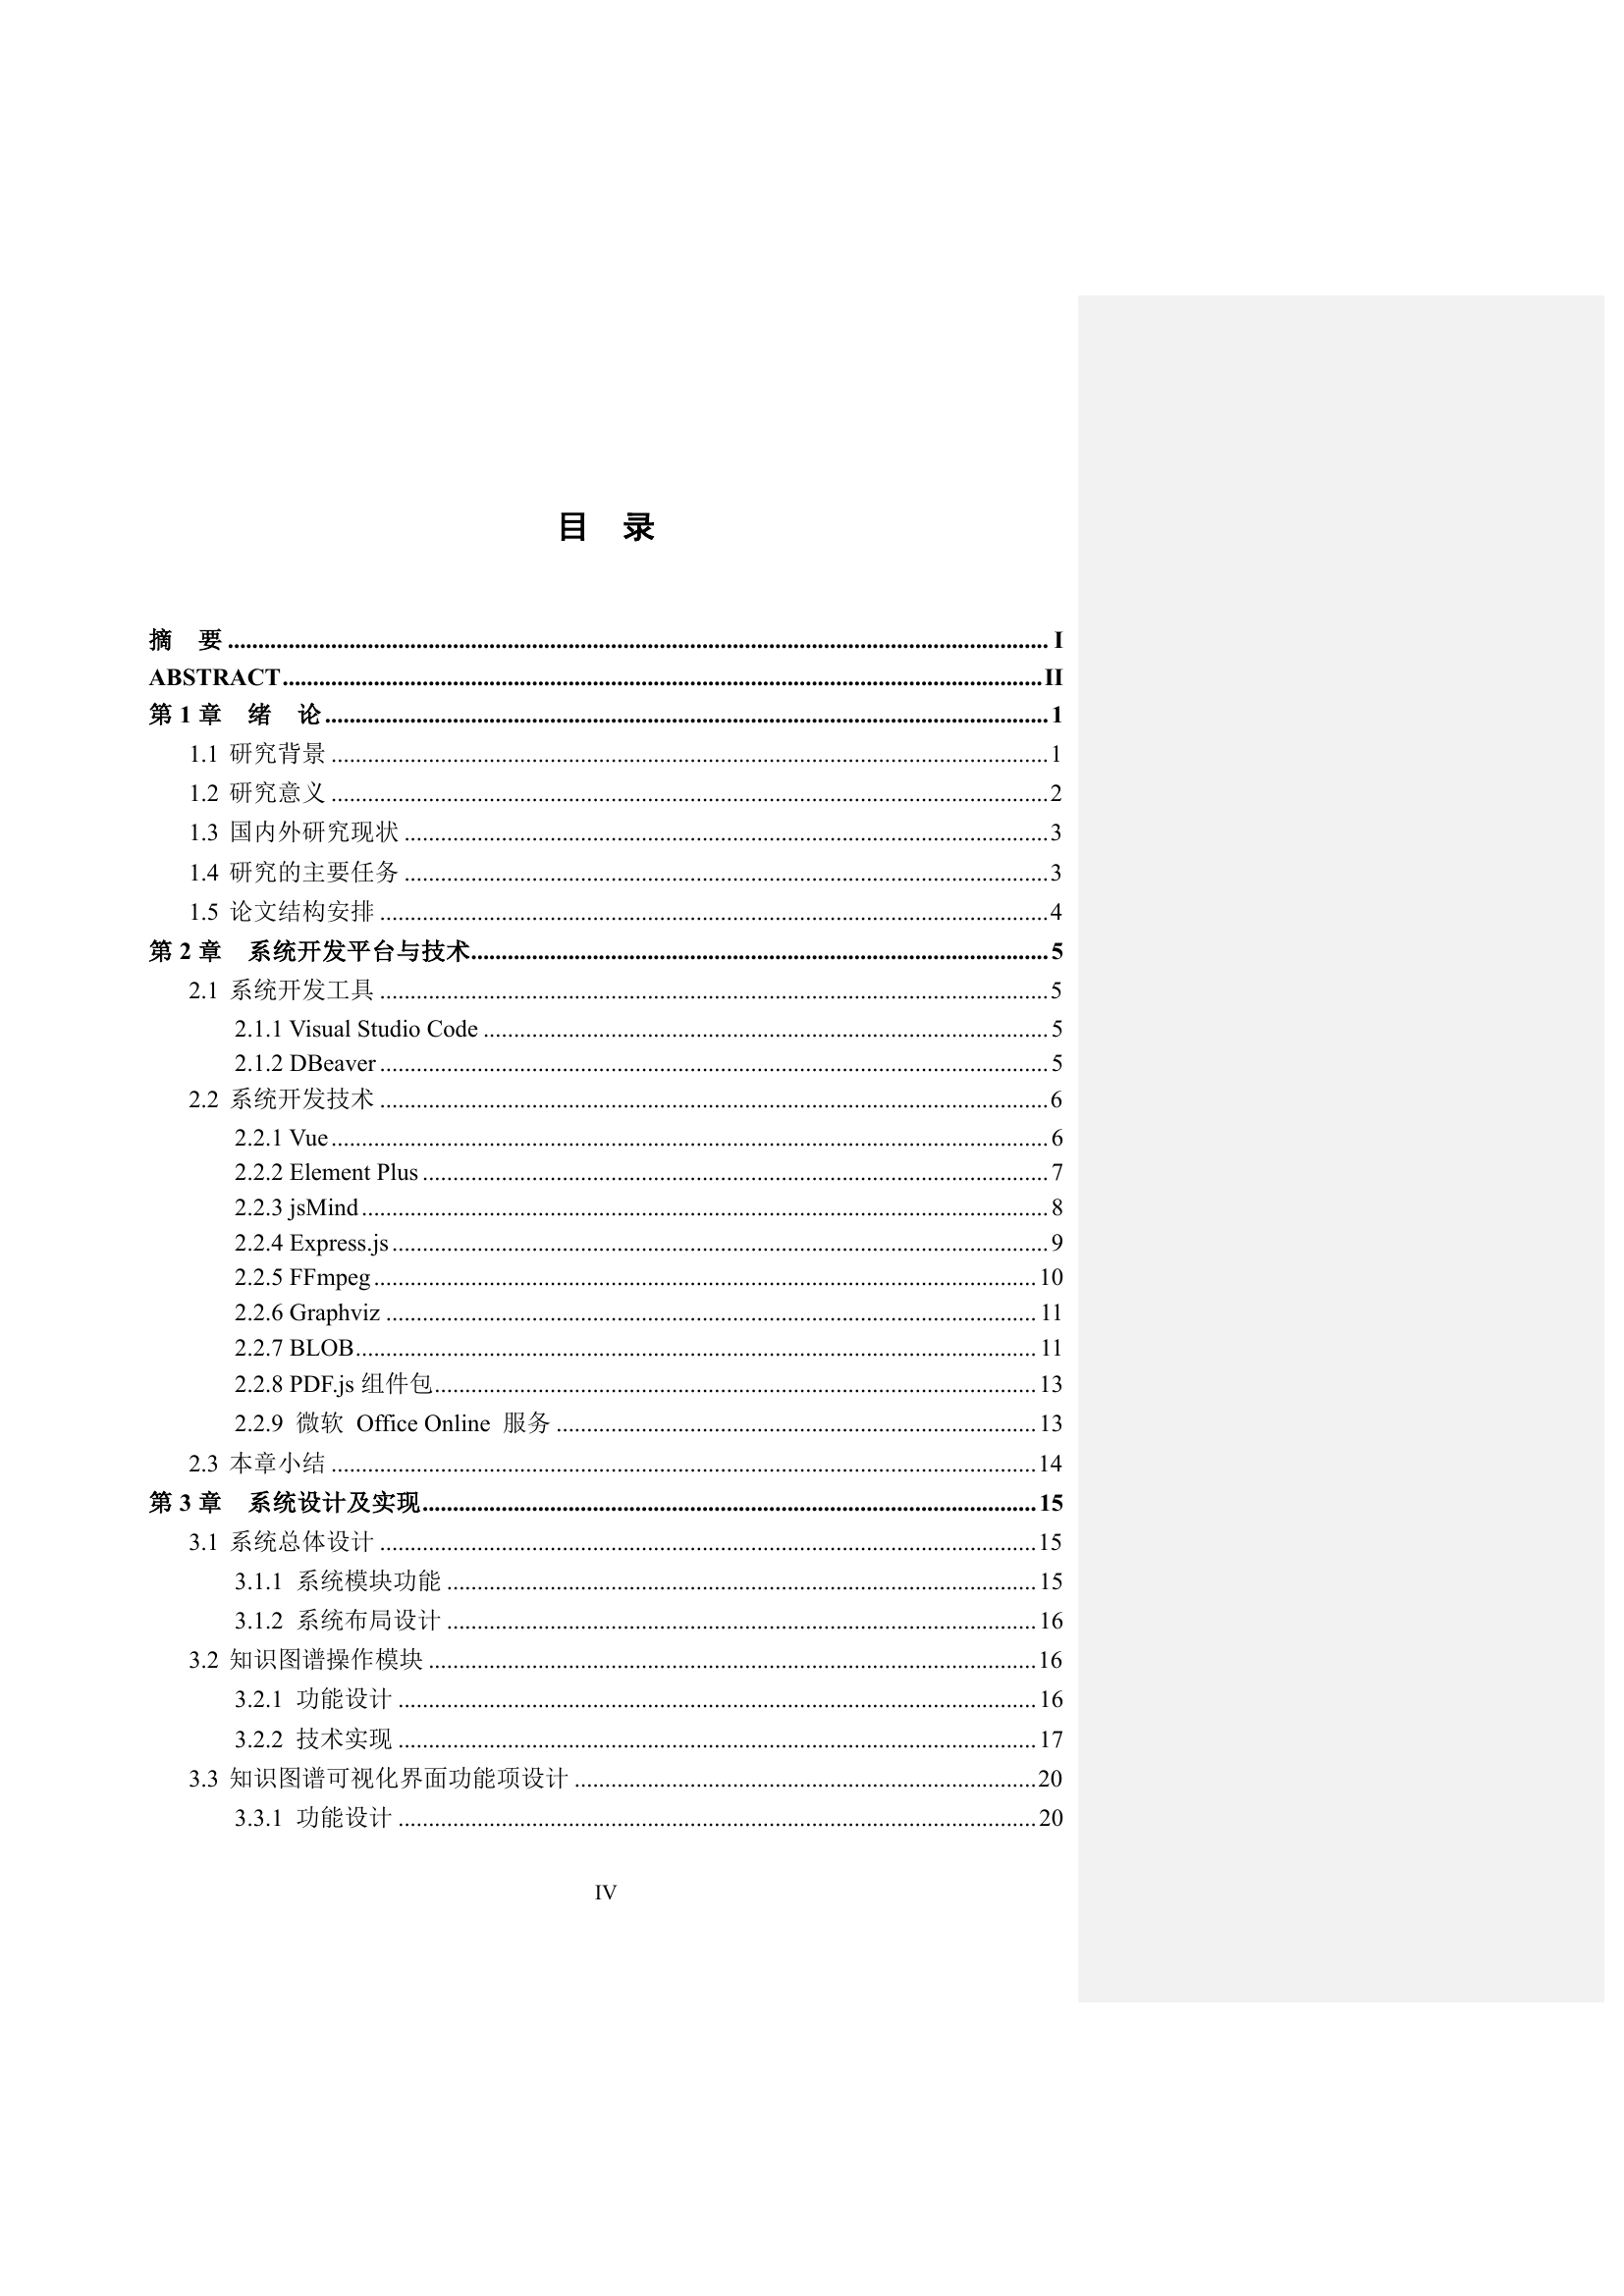 目　录
摘　要 ........ I
ABSTRACT ........ II
第 1 章　绪　论 ........ 1
1.1 研究背景 ........ 1
1.2 研究意义 ........ 2
1.3 国内外研究现状 ........ 3
1.4 研究的主要任务 ........ 3
1.5 论文结构安排 ........ 4
第 2 章　系统开发平台与技术 ........ 5
2.1 系统开发工具 ........ 5
2.1.1 Visual Studio Code ........ 5
2.1.2 DBeaver ........ 5
2.2 系统开发技术 ........ 6
2.2.1 Vue ........ 6
2.2.2 Element Plus ........ 7
2.2.3 jsMind ........ 8
2.2.4 Express.js ........ 9
2.2.5 FFmpeg ........ 10
2.2.6 Graphviz ........ 11
2.2.7 BLOB ........ 11
2.2.8 PDF.js 组件包 ........ 13
2.2.9 微软 Office Online 服务 ........ 13
2.3 本章小结 ........ 14
第 3 章　系统设计及实现 ........ 15
3.1 系统总体设计 ........ 15
3.1.1 系统模块功能 ........ 15
3.1.2 系统布局设计 ........ 16
3.2 知识图谱操作模块 ........ 16
3.2.1 功能设计 ........ 16
3.2.2 技术实现 ........ 17
3.3 知识图谱可视化界面功能项设计 ........ 20
3.3.1 功能设计 ........ 20
IV